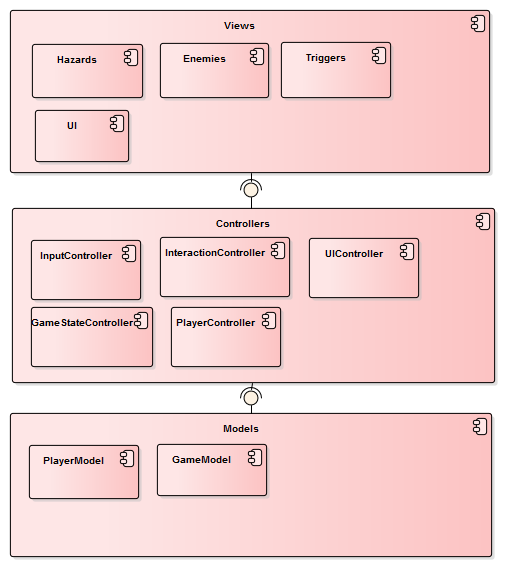 Views
Hazards
Enemies
Triggers
UI
Controllers
InputController
InteractionController
UIController
GameStateController
PlayerController
Models
PlayerModel
GameModel